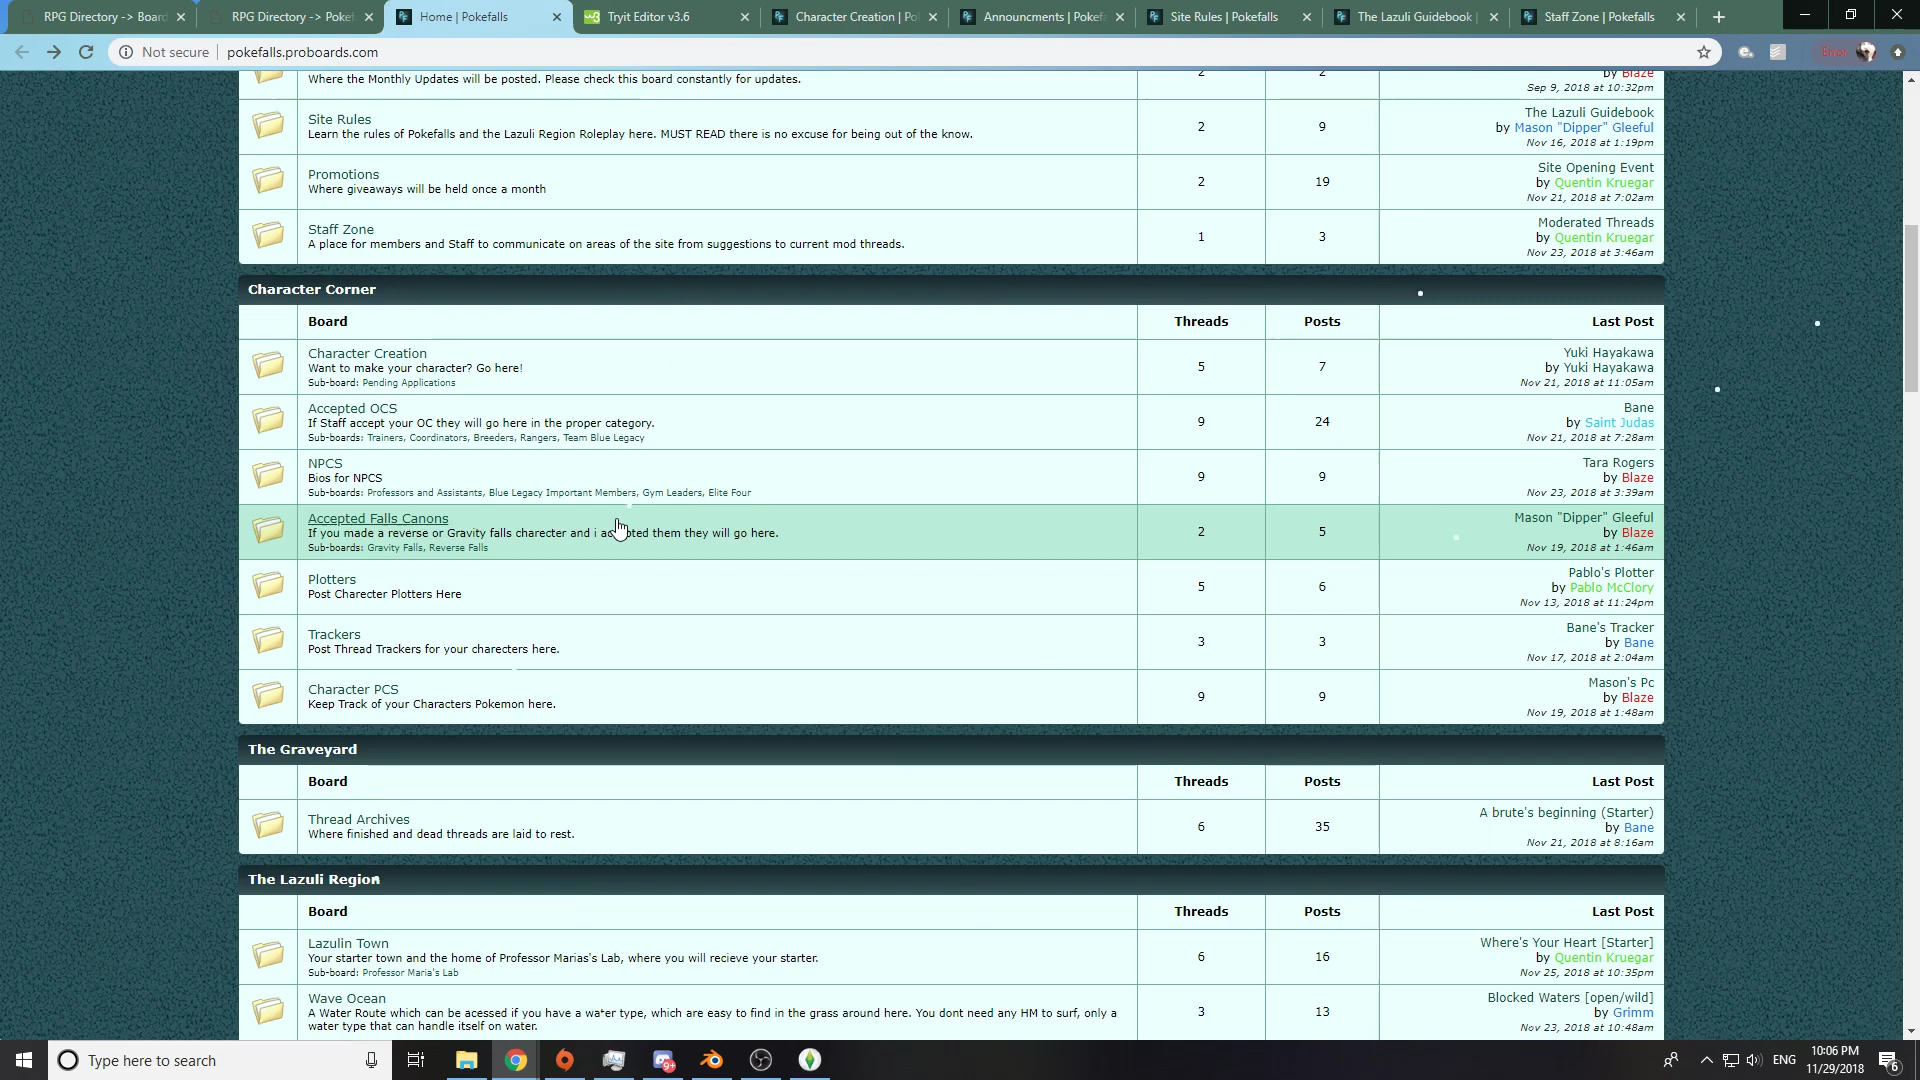 RPG Directory -> Board
RPG Directory -> Pokef
Home | Pokefalls
Tryit Editor v3.6
Character Creation | Po
Announcments | Pokefa
Site Rules | Pokefalls
The Lazuli Guidebook |
Staff Zone | Pokefalls
Not secure
pokefalls.proboards.com
Error
Where the Monthly Updates will be posted. Please check this board constantly for updates.
2
2
by Blaze
Sep 9, 2018 at 10:32pm
Site Rules
Learn the rules of Pokefalls and the Lazuli Region Roleplay here. MUST READ there is no excuse for being out of the know.
2
9
The Lazuli Guidebook
by Mason "Dipper" Gleeful
Nov 16, 2018 at 1:19pm
Promotions
Where giveaways will be held once a month
2
19
Site Opening Event
by Quentin Kruegar
Nov 21, 2018 at 7:02am
Staff Zone
A place for members and Staff to communicate on areas of the site from suggestions to current mod threads.
1
3
Moderated Threads
by Quentin Kruegar
Nov 23, 2018 at 3:46am
Character Corner
Board
Threads
Posts
Last Post
Character Creation
Want to make your character? Go here!
Sub-board: Pending Applications
5
7
Yuki Hayakawa
by Yuki Hayakawa
Nov 21, 2018 at 11:05am
Accepted OCS
If Staff accept your OC they will go here in the proper category.
Sub-boards: Trainers, Coordinators, Breeders, Rangers, Team Blue Legacy
9
24
Bane
by Saint Judas
Nov 21, 2018 at 7:28am
NPCS
Bios for NPCS
Sub-boards: Professors and Assistants, Blue Legacy Important Members, Gym Leaders, Elite Four
9
9
Tara Rogers
by Blaze
Nov 23, 2018 at 3:39am
Accepted Falls Canons
If you made a reverse or Gravity falls charecter and i accepted them they will go here.
Sub-boards: Gravity Falls, Reverse Falls
2
5
Mason "Dipper" Gleeful
by Blaze
Nov 19, 2018 at 1:46am
Plotters
Post Charecter Plotters Here
5
6
Pablo's Plotter
by Pablo McClory
Nov 13, 2018 at 11:24pm
Trackers
Post Thread Trackers for your charecters here.
3
3
Bane's Tracker
by Bane
Nov 17, 2018 at 2:04am
Character PCS
Keep Track of your Characters Pokemon here.
9
9
Mason's Pc
by Blaze
Nov 19, 2018 at 1:48am
The Graveyard
Board
Threads
Posts
Last Post
Thread Archives
Where finished and dead threads are laid to rest.
6
35
A brute's beginning (Starter)
by Bane
Nov 21, 2018 at 8:16am
The Lazuli Region
Board
Threads
Posts
Last Post
Lazulin Town
Your starter town and the home of Professor Marias's Lab, where you will recieve your starter.
Sub-board: Professor Maria's Lab
6
16
Where's Your Heart [Starter]
by Quentin Kruegar
Nov 25, 2018 at 10:35pm
Wave Ocean
A Water Route which can be acessed if you have a water type, which are easy to find in the grass around here. You dont need any HM to surf, only a
water type that can handle itself on water.
3
13
Blocked Waters [open/wild]
by Grimm
Nov 23, 2018 at 10:48am
Type here to search
9+
ENG
10:06 PM
11/29/2018
6